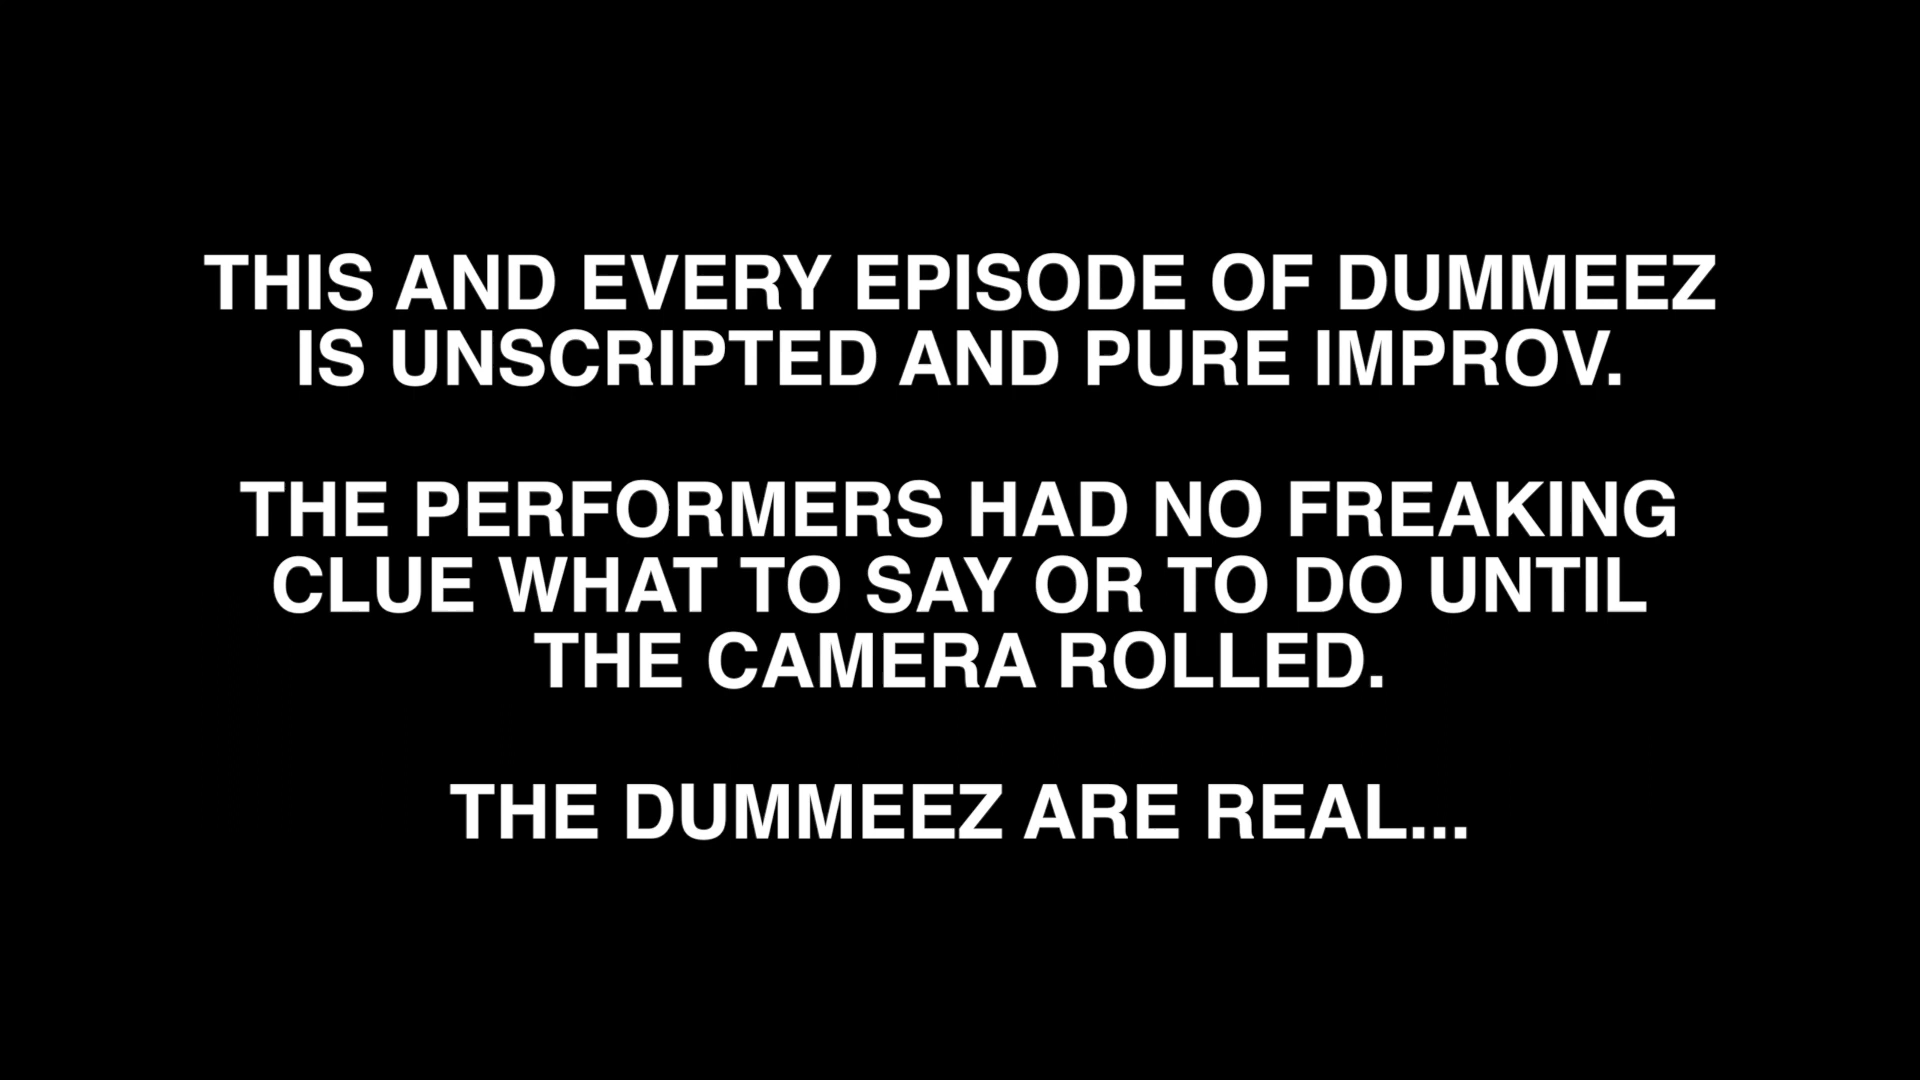 THIS AND EVERY EPISODE OF DUMMEEZ
IS UNSCRIPTED AND PURE IMPROV.
THE PERFORMERS HAD NO FREAKING
CLUE WHAT TO SAY OR TO DO UNTIL
THE CAMERA ROLLED.
THE DUMMEEZ ARE REAL...